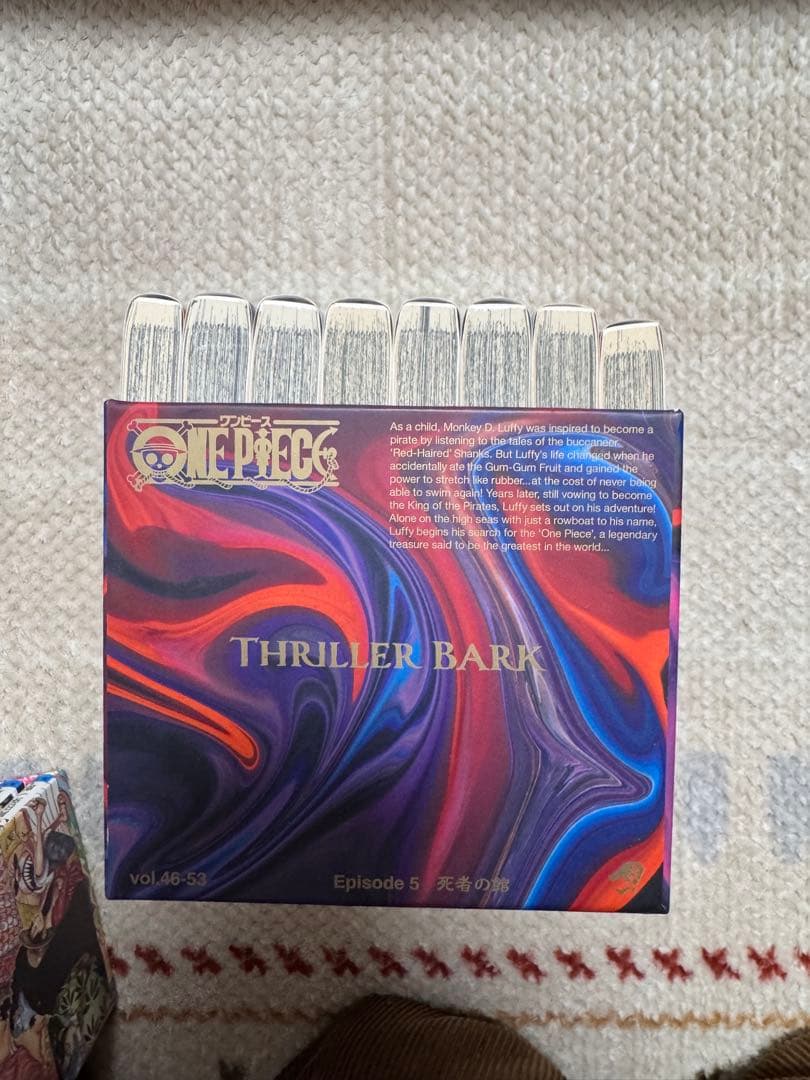 ワンピース
ONE PIECE
As a child, Monkey D. Luffy was inspired to become a
pirate by listening to the tales of the buccaneer
'Red-Haired' Shanks. But Luffy's life changed when he
accidentally ate the Gum-Gum Fruit and gained the
power to stretch like rubber...at the cost of never being
able to swim again! Years later, still vowing to become
the King of the Pirates, Luffy sets out on his adventure!
Alone on the high seas with just a rowboat to his name,
Luffy begins his search for the 'One Piece', a legendary
treasure said to be the greatest in the world...
THRILLER BARK
vol.46-53
Episode 5 死者の館